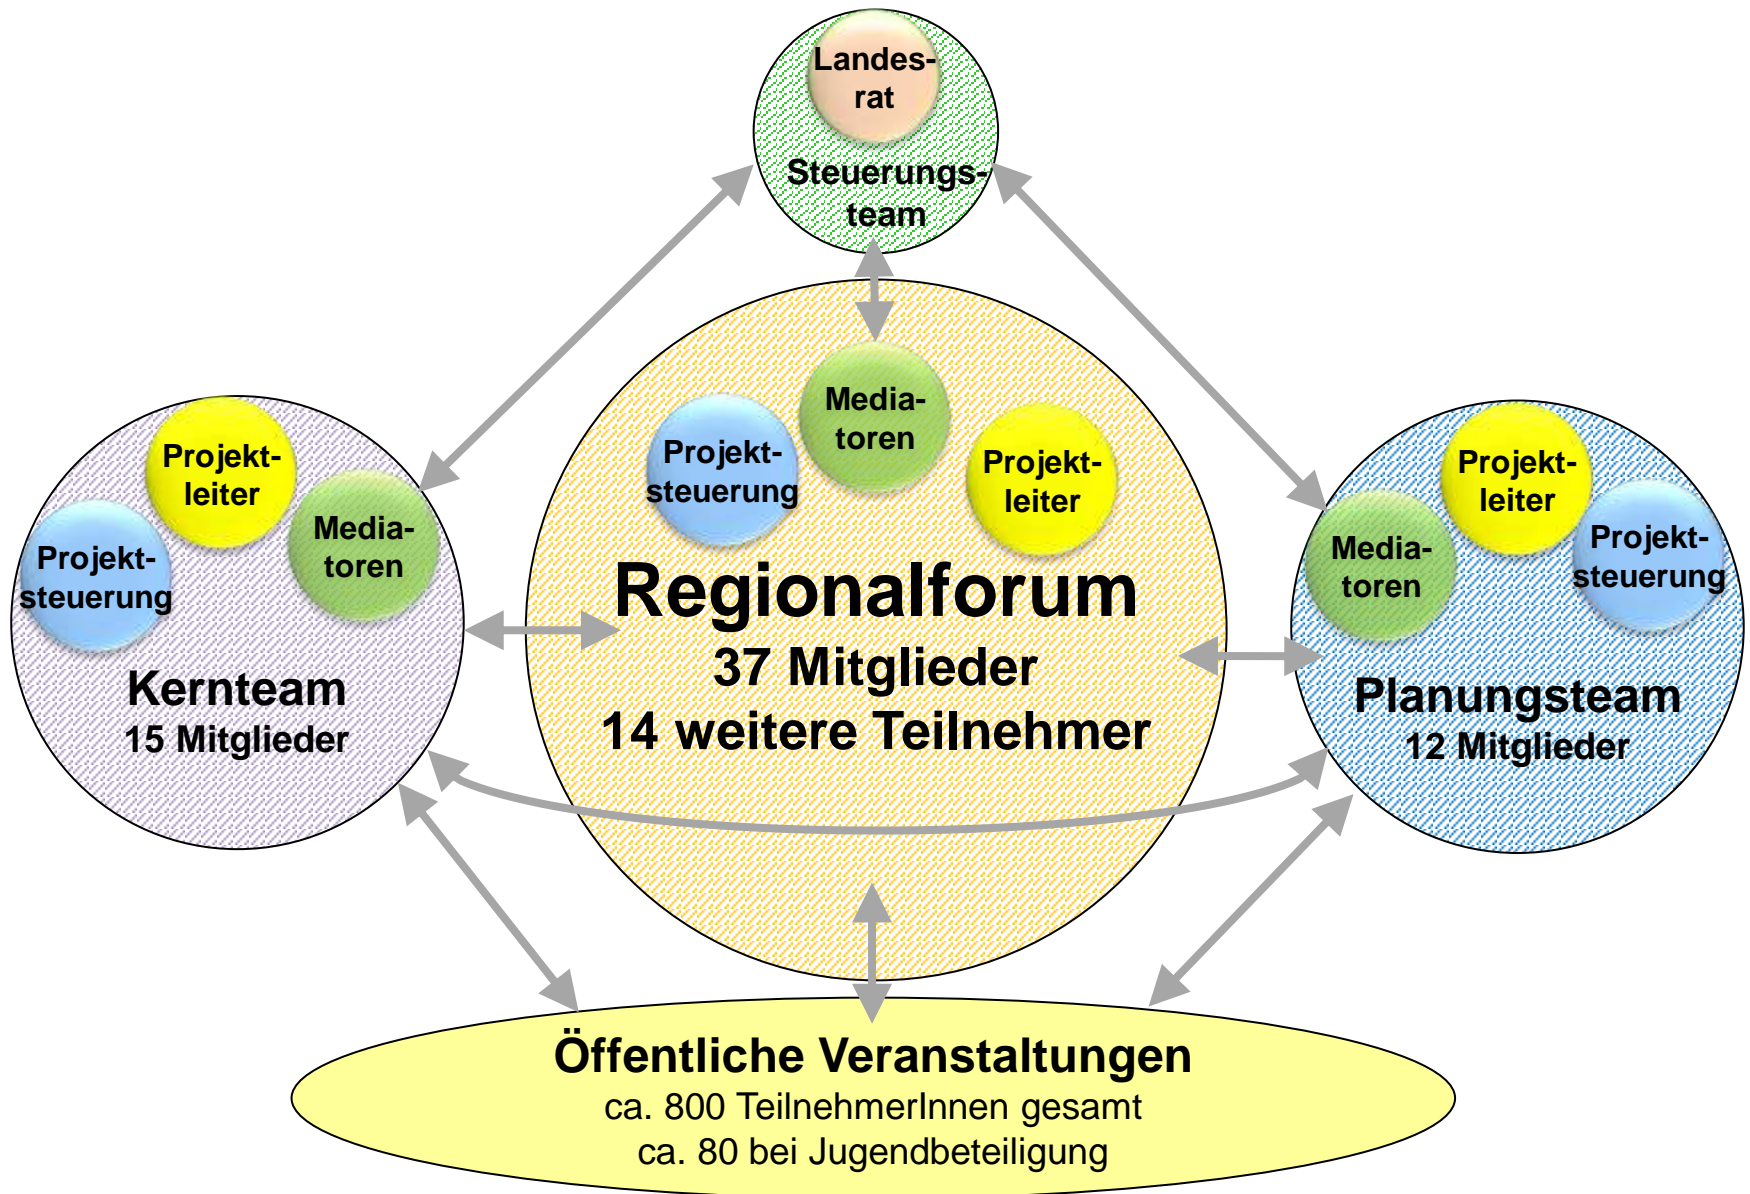 Landes-
rat
Steuerungs-
team
Projekt-
leiter
Media-
toren
Projekt-
steuerung
Kernteam
15 Mitglieder
Projekt-
steuerung
Media-
toren
Projekt-
leiter
Regionalforum
37 Mitglieder
14 weitere Teilnehmer
Projekt-
leiter
Media-
toren
Projekt-
steuerung
Planungsteam
12 Mitglieder
Öffentliche Veranstaltungen
ca. 800 TeilnehmerInnen gesamt
ca. 80 bei Jugendbeteiligung